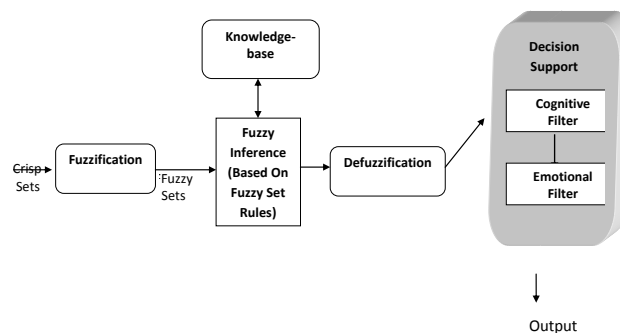 Knowledge-
base
Decision
Support
Cognitive
Filter
Emotional
Filter
Fuzzy
Inference
(Based On
Fuzzy Set
Rules)
Defuzzification
Fuzzification
Crisp
Sets
Fuzzy
Sets
Output